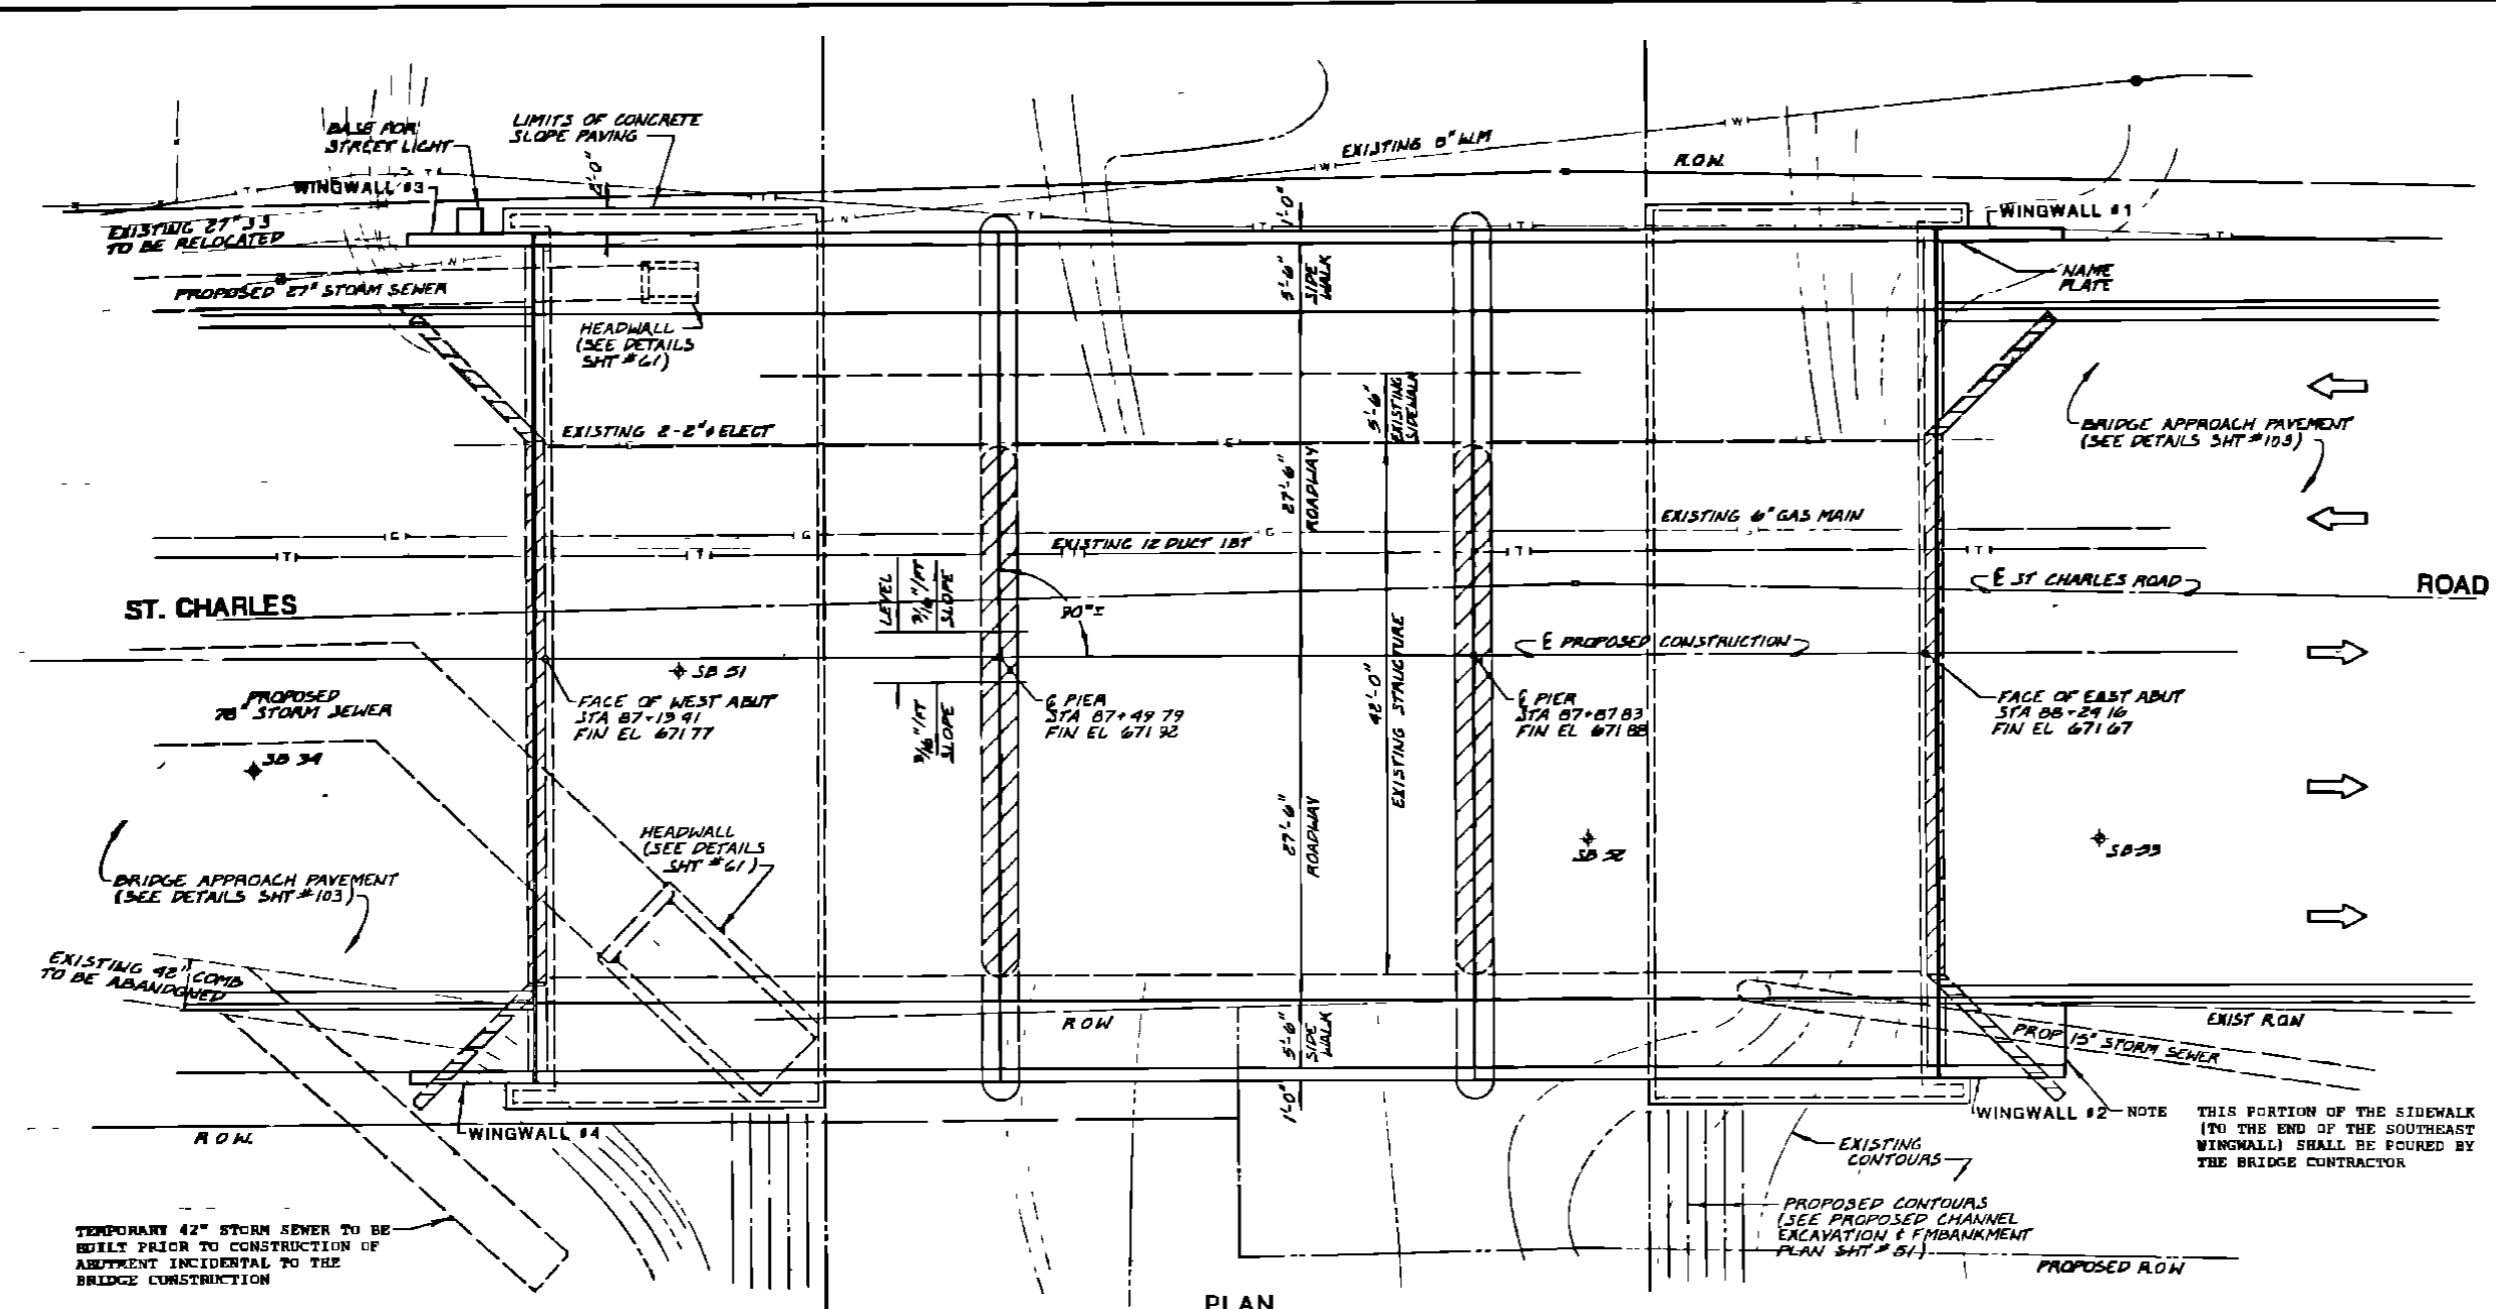 BASE FOR
STREET LIGHT
LIMITS OF CONCRETE
SLOPE PAVING
WINGWALL #3
2'-0"
EXISTING 8" WM
R.O.W.
1'-0"
WINGWALL #1
EXISTING 27" SS
TO BE RELOCATED
PROPOSED 27" STORM SEWER
5'-6"
SIDE
WALK
NAME
PLATE
HEADWALL
(SEE DETAILS
SHT #61)
5'-6"
EXISTING
SIDEWALK
EXISTING 2-2"ø ELECT
BRIDGE APPROACH PAVEMENT
(SEE DETAILS SHT #103)
27'-6"
ROADWAY
EXISTING 6" GAS MAIN
EXISTING 12 DUCT IBT
LEVEL
3/16"/FT
SLOPE
90°±
ST. CHARLES
₠ ST CHARLES ROAD
ROAD
₠ PROPOSED CONSTRUCTION
SB 51
PROPOSED
78" STORM SEWER
FACE OF WEST ABUT
STA 87+13 91
FIN EL 671 77
3/16"/FT
SLOPE
₠ PIER
STA 87+49 79
FIN EL 671 92
42'-0"
EXISTING STRUCTURE
₠ PIER
STA 87+87 83
FIN EL 671 88
FACE OF EAST ABUT
STA 88+24 16
FIN EL 671 67
SB 34
HEADWALL
(SEE DETAILS
SHT #61)
27'-6"
ROADWAY
SB 52
SB 33
BRIDGE APPROACH PAVEMENT
(SEE DETAILS SHT #103)
EXISTING 42" COMB
TO BE ABANDONED
ROW
5'-6"
SIDE
WALK
EXIST ROW
PROP 15" STORM SEWER
1'-0"
R.O.W.
WINGWALL #4
WINGWALL #2
NOTE
THIS PORTION OF THE SIDEWALK
(TO THE END OF THE SOUTHEAST
WINGWALL) SHALL BE POURED BY
THE BRIDGE CONTRACTOR
EXISTING
CONTOURS
PROPOSED CONTOURS
(SEE PROPOSED CHANNEL
EXCAVATION & EMBANKMENT
PLAN SHT #51)
TEMPORARY 42" STORM SEWER TO BE
BUILT PRIOR TO CONSTRUCTION OF
ABUTMENT INCIDENTAL TO THE
BRIDGE CONSTRUCTION
PROPOSED ROW
PLAN